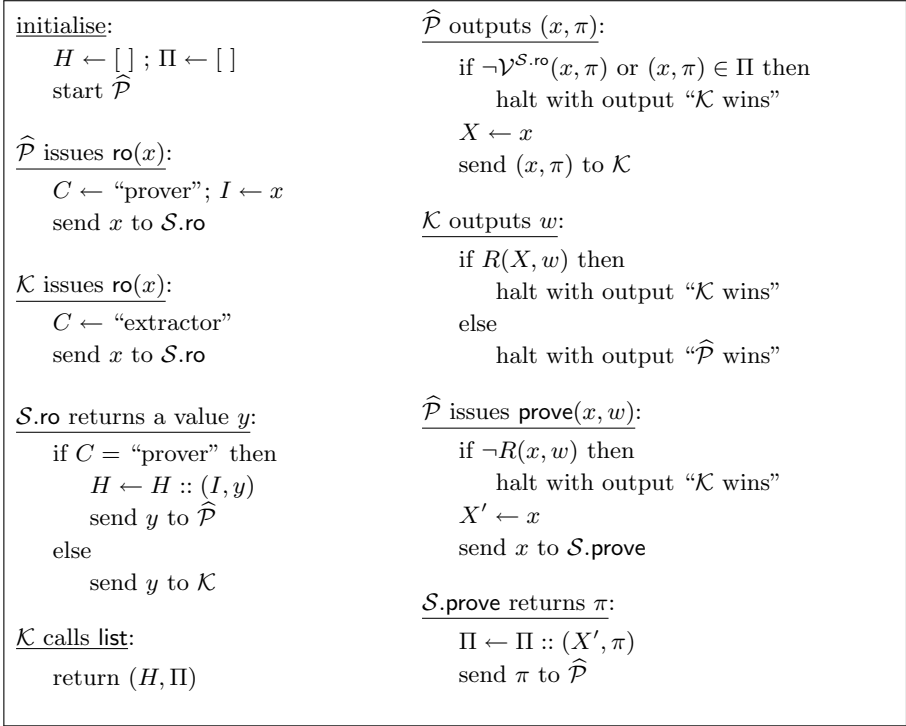 initialise:
H ← [ ] ; Π ← [ ]
start P̂
P̂ issues ro(x):
C ← “prover”; I ← x
send x to S.ro
K issues ro(x):
C ← “extractor”
send x to S.ro
S.ro returns a value y:
if C = “prover” then
H ← H :: (I, y)
send y to P̂
else
send y to K
K calls list:
return (H, Π)
P̂ outputs (x, π):
if ¬V^{S.ro}(x, π) or (x, π) ∈ Π then
halt with output “K wins”
X ← x
send (x, π) to K
K outputs w:
if R(X, w) then
halt with output “K wins”
else
halt with output “P̂ wins”
P̂ issues prove(x, w):
if ¬R(x, w) then
halt with output “K wins”
X′ ← x
send x to S.prove
S.prove returns π:
Π ← Π :: (X′, π)
send π to P̂